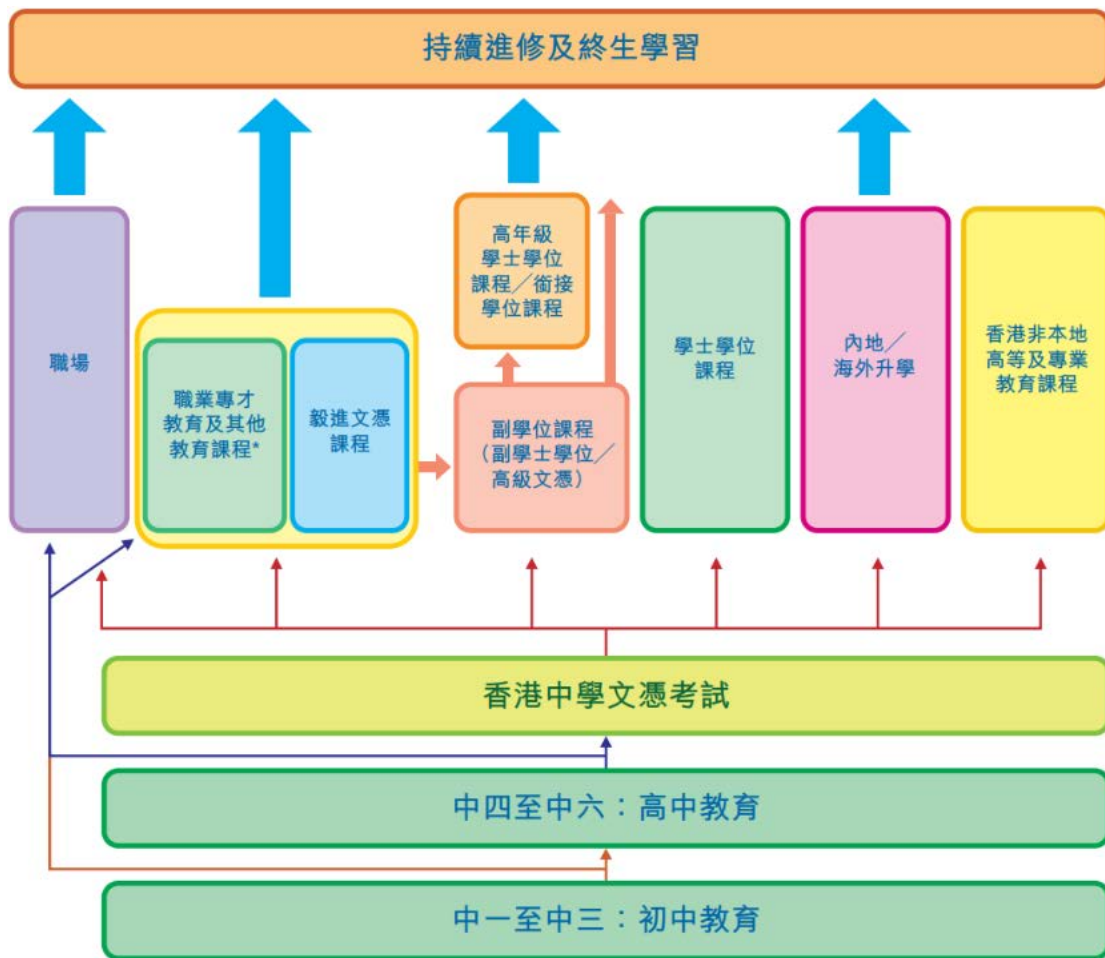 持續進修及終生學習
職場
職業專才
教育及其他
教育課程*
毅進文憑
課程
高年級
學士學位
課程／銜接
學位課程
副學位課程
（副學士學位／
高級文憑）
學士學位
課程
內地／
海外升學
香港非本地
高等及專業
教育課程
香港中學文憑考試
中四至中六：高中教育
中一至中三：初中教育